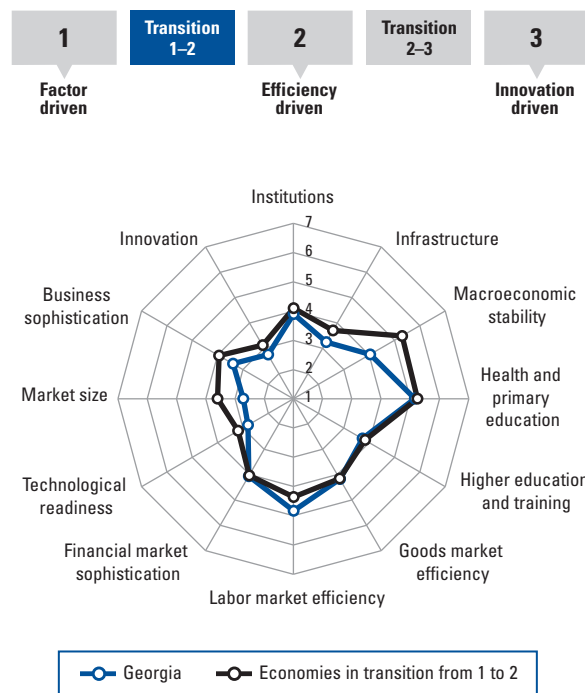 1
Transition
1–2
2
Transition
2–3
3
Factor
driven
Efficiency
driven
Innovation
driven
Institutions
7
6
5
4
3
2
1
Infrastructure
Macroeconomic
stability
Health and
primary
education
Higher education
and training
Goods market
efficiency
Labor market efficiency
Financial market
sophistication
Technological
readiness
Market size
Business
sophistication
Innovation
Georgia
Economies in transition from 1 to 2